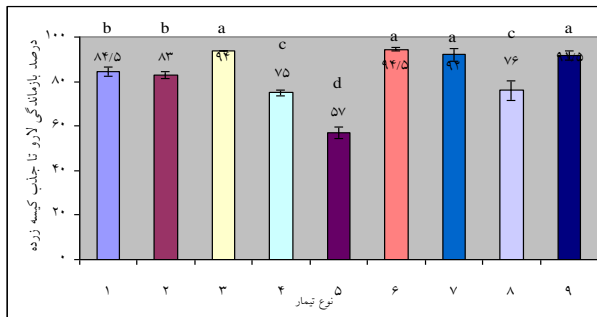 درصد بازماندگی لارو تا جذب کیسه زرده
b b a c d a a c a
۱۰۰
۸۰
۶۰
۴۰
۲۰
۰
۸۴/۵ ۸۳ ۹۴ ۷۵ ۵۷ ۹۴/۵ ۹۲ ۷۶
۱ ۲ ۳ ۴ ۵ ۶ ۷ ۸ ۹
نوع تیمار